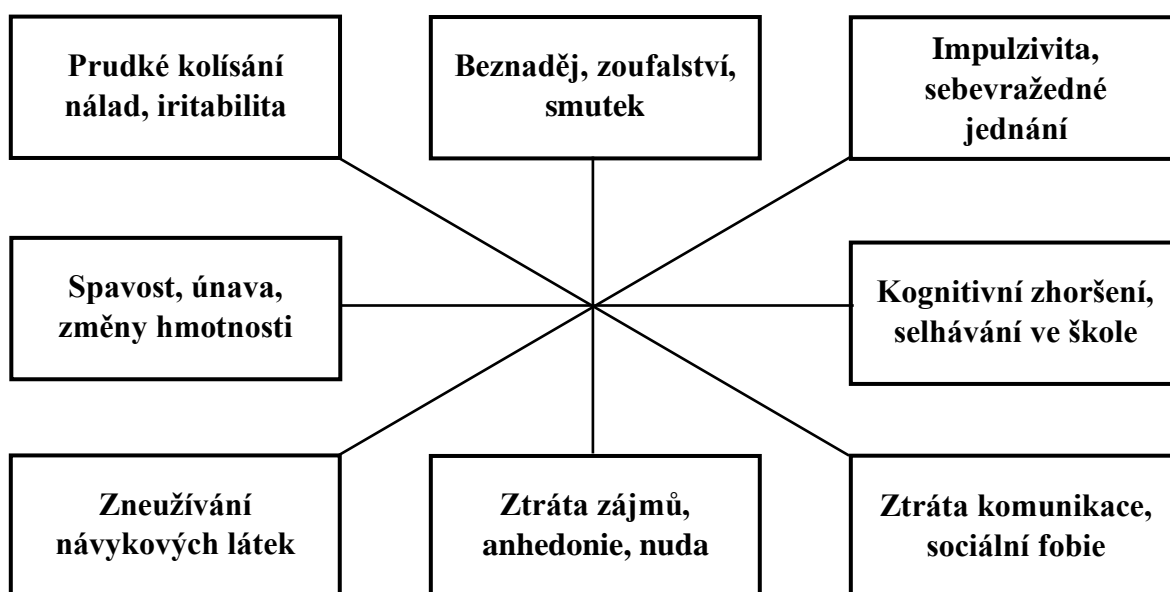 Prudké kolísání
nálad, iritabilita
Beznaděj, zoufalství,
smutek
Impulzivita,
sebevražedné
jednání
Spavost, únava,
změny hmotnosti
Kognitivní zhoršení,
selhávání ve škole
Zneužívání
návykových látek
Ztráta zájmů,
anhedonie, nuda
Ztráta komunikace,
sociální fobie